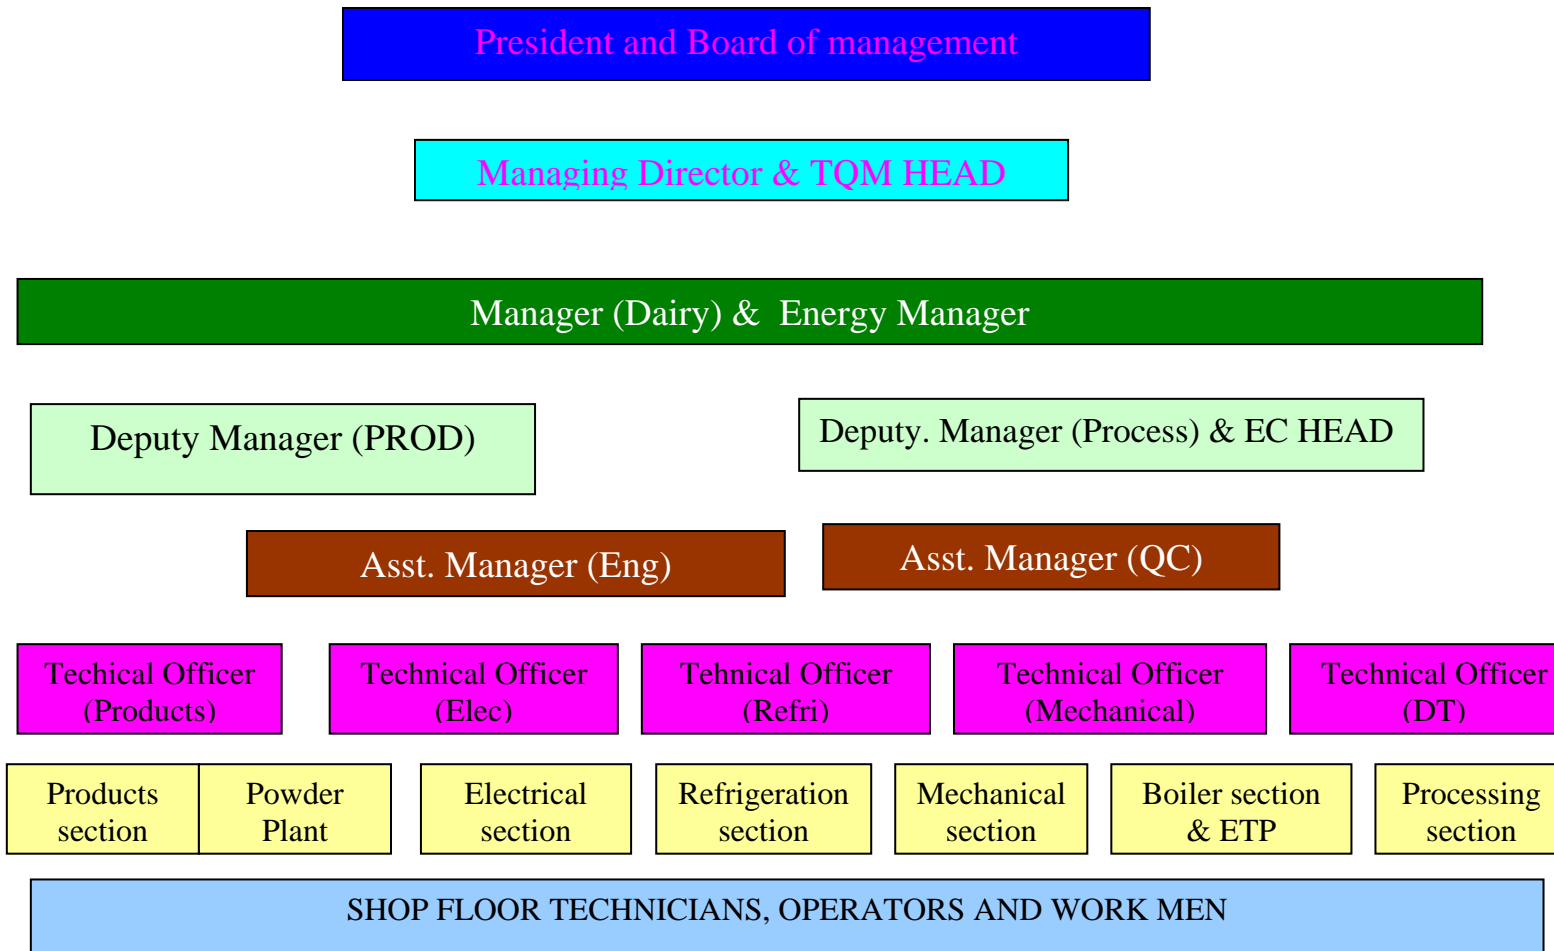 President and Board of management
Managing Director & TQM HEAD
Manager (Dairy) & Energy Manager
Deputy Manager (PROD)
Deputy. Manager (Process) & EC HEAD
Asst. Manager (Eng)
Asst. Manager (QC)
Techical Officer
(Products)
Technical Officer
(Elec)
Tehnical Officer
(Refri)
Technical Officer
(Mechanical)
Technical Officer
(DT)
Products
section
Powder
Plant
Electrical
section
Refrigeration
section
Mechanical
section
Boiler section
& ETP
Processing
section
SHOP FLOOR TECHNICIANS, OPERATORS AND WORK MEN